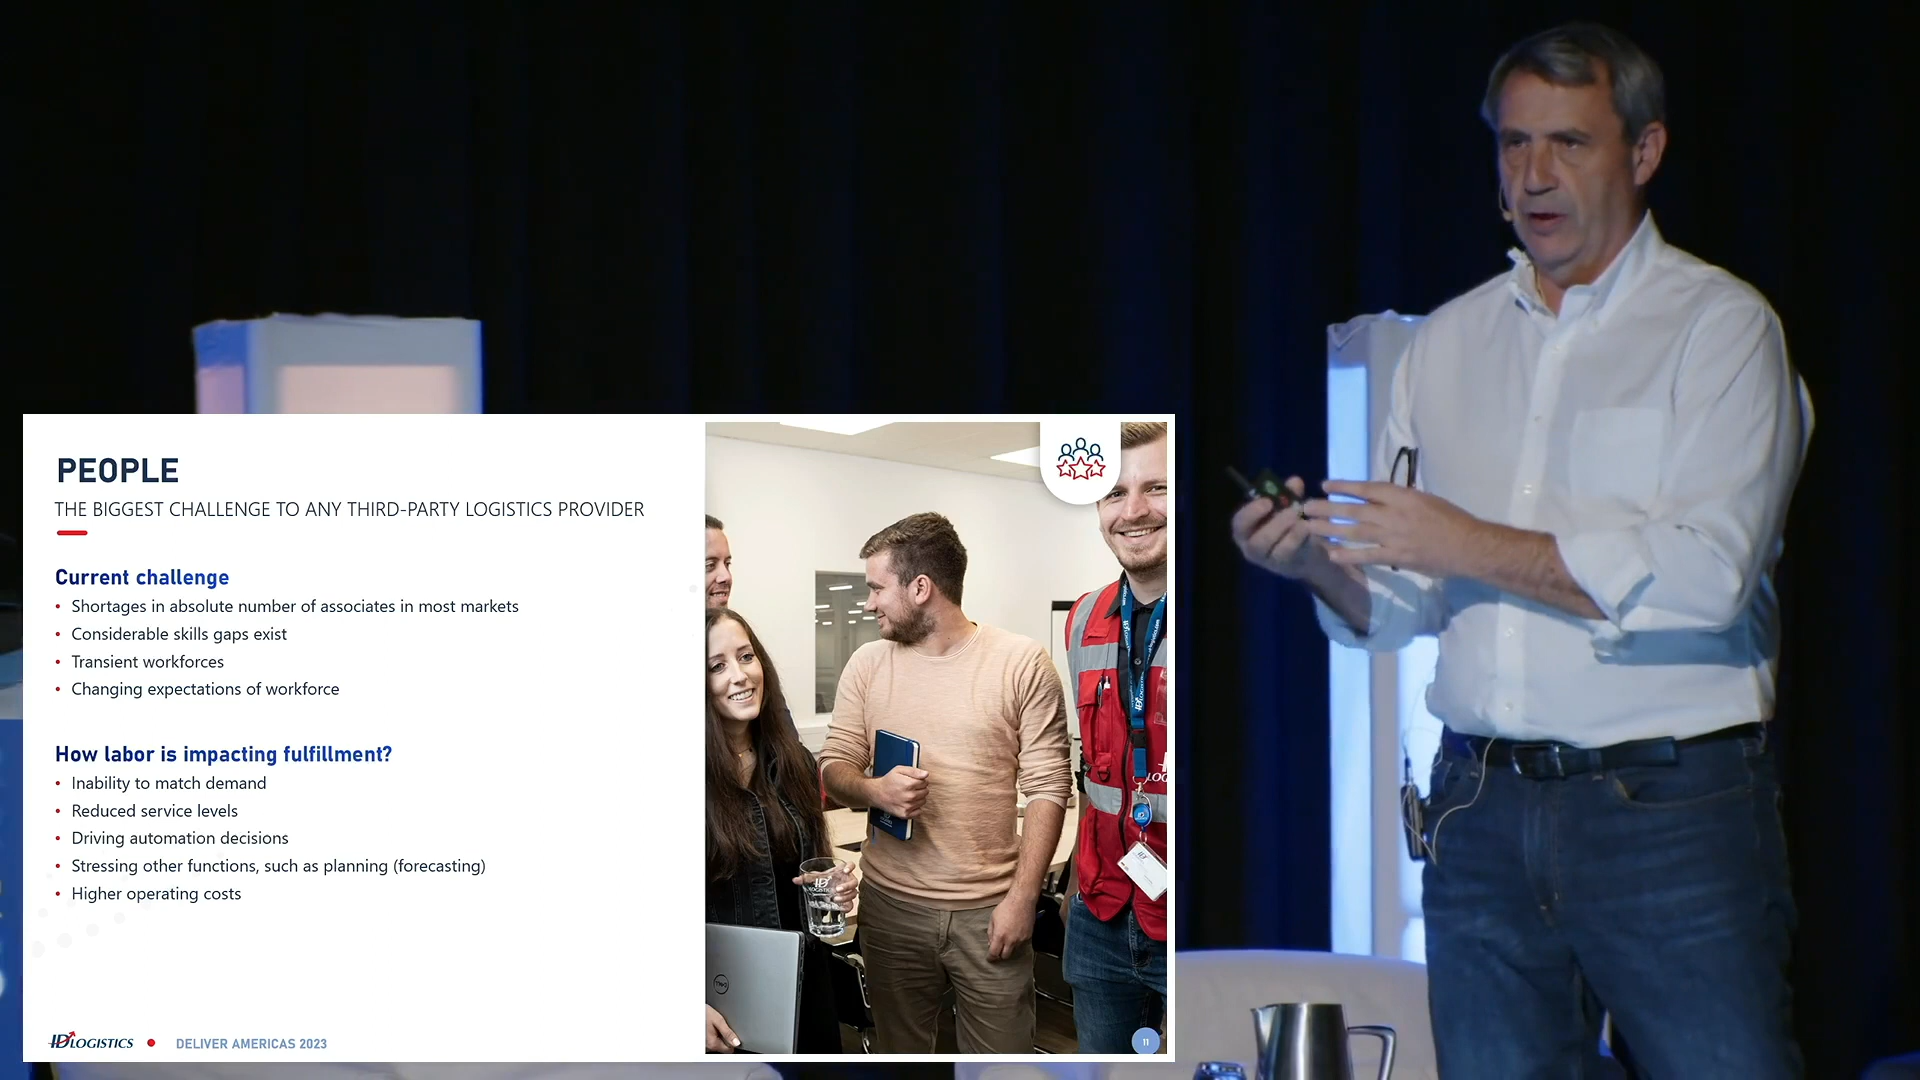 PEOPLE
THE BIGGEST CHALLENGE TO ANY THIRD-PARTY LOGISTICS PROVIDER
Current challenge
• Shortages in absolute number of associates in most markets
• Considerable skills gaps exist
• Transient workforces
• Changing expectations of workforce
How labor is impacting fulfillment?
• Inability to match demand
• Reduced service levels
• Driving automation decisions
• Stressing other functions, such as planning (forecasting)
• Higher operating costs
ID LOGISTICS • DELIVER AMERICAS 2023
11